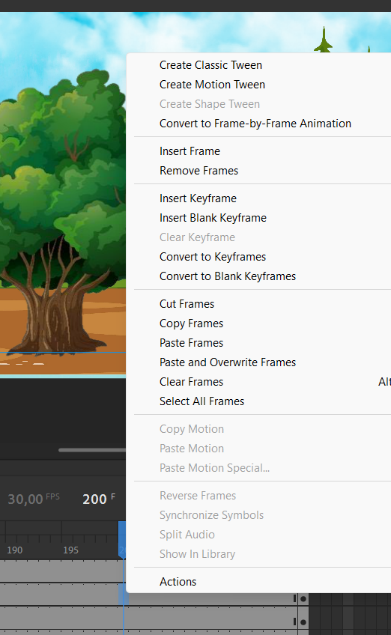 Create Classic Tween
Create Motion Tween
Create Shape Tween
Convert to Frame-by-Frame Animation
Insert Frame
Remove Frames
Insert Keyframe
Insert Blank Keyframe
Clear Keyframe
Convert to Keyframes
Convert to Blank Keyframes
Cut Frames
Copy Frames
Paste Frames
Paste and Overwrite Frames
Clear Frames Alt
Select All Frames
Copy Motion
Paste Motion
Paste Motion Special...
Reverse Frames
Synchronize Symbols
Split Audio
Show In Library
Actions
30,00 FPS 200 F
190 195